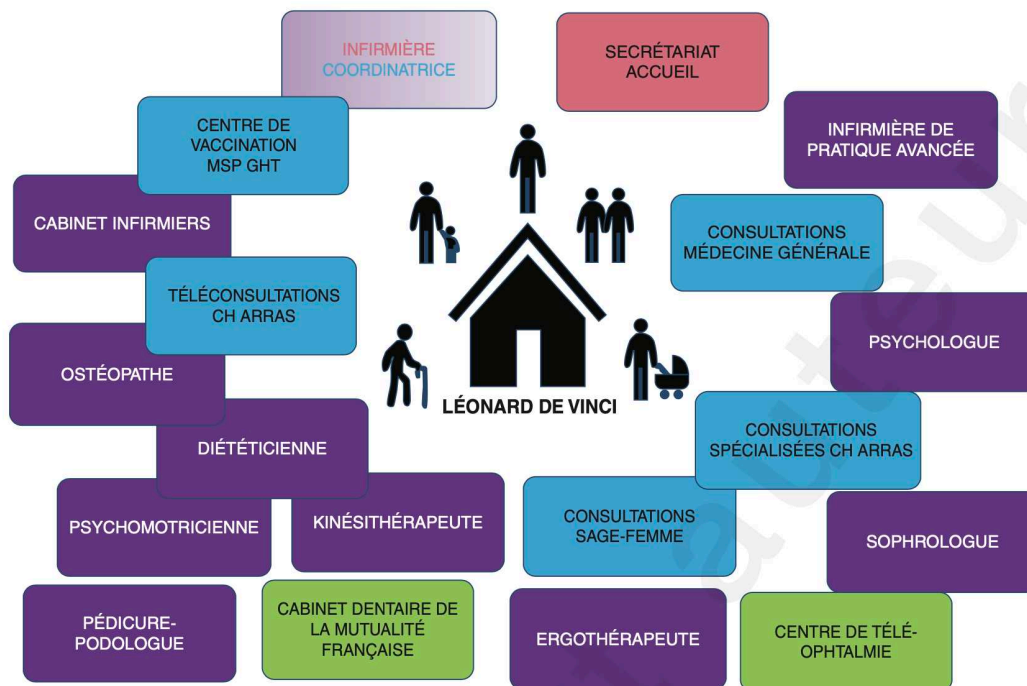 INFIRMIÈRE
COORDINATRICE
SECRÉTARIAT
ACCUEIL
CENTRE DE
VACCINATION
MSP GHT
INFIRMIÈRE DE
PRATIQUE AVANCÉE
CABINET INFIRMIERS
CONSULTATIONS
MÉDECINE GÉNÉRALE
TÉLÉCONSULTATIONS
CH ARRAS
PSYCHOLOGUE
OSTÉOPATHE
LÉONARD DE VINCI
DIÉTÉTICIENNE
CONSULTATIONS
SPÉCIALISÉES CH ARRAS
PSYCHOMOTRICIENNE
KINÉSITHÉRAPEUTE
CONSULTATIONS
SAGE-FEMME
SOPHROLOGUE
PÉDICURE-
PODOLOGUE
CABINET DENTAIRE DE
LA MUTUALITÉ
FRANÇAISE
ERGOTHÉRAPEUTE
CENTRE DE TÉLÉ-
OPHTALMIE
auteu